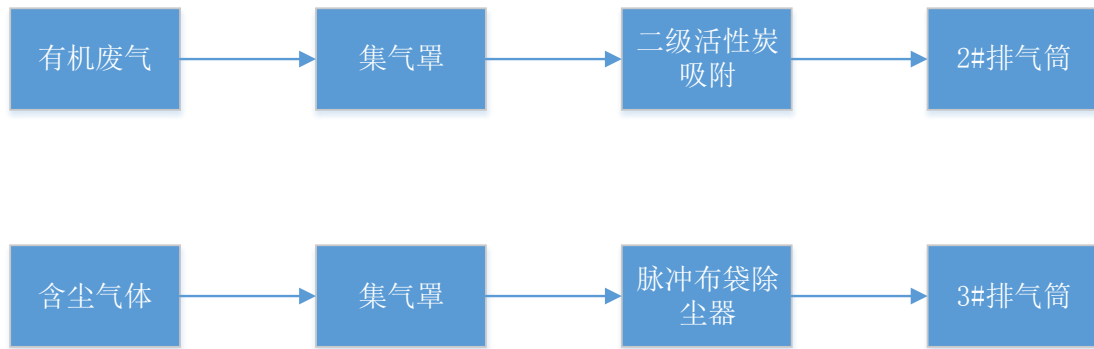 有机废气
集气罩
二级活性炭
吸附
2#排气筒
含尘气体
集气罩
脉冲布袋除
尘器
3#排气筒